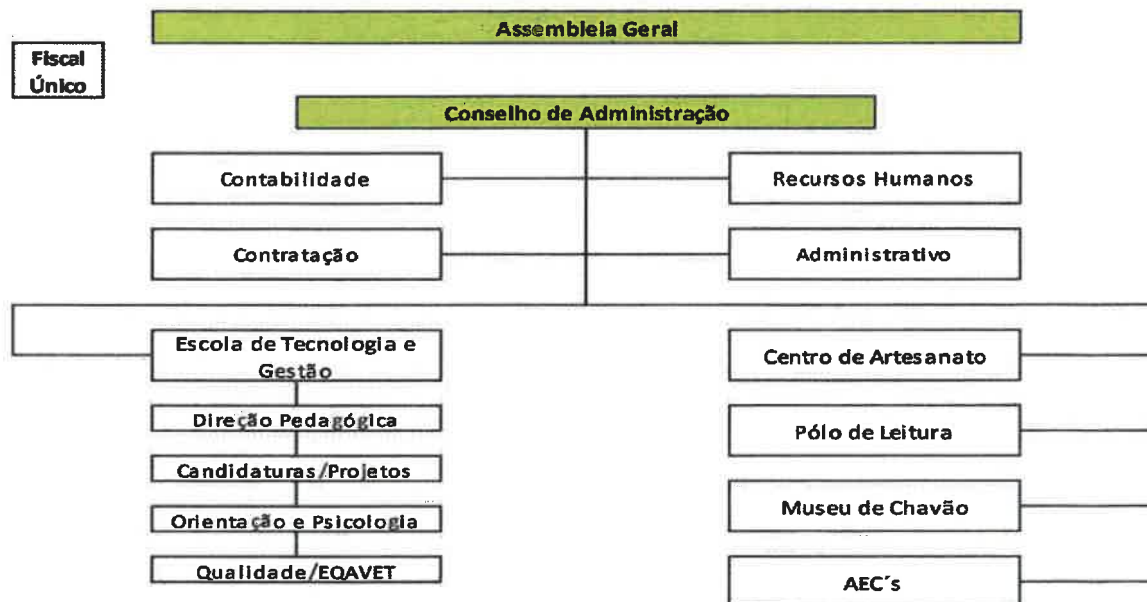 Assembleia Geral
Fiscal
Único
Conselho de Administração
Contabilidade
Recursos Humanos
Contratação
Administrativo
Escola de Tecnologia e
Gestão
Centro de Artesanato
Direção Pedagógica
Pólo de Leitura
Candidaturas/Projetos
Museu de Chavão
Orientação e Psicologia
Qualidade/EQAVET
AEC´s